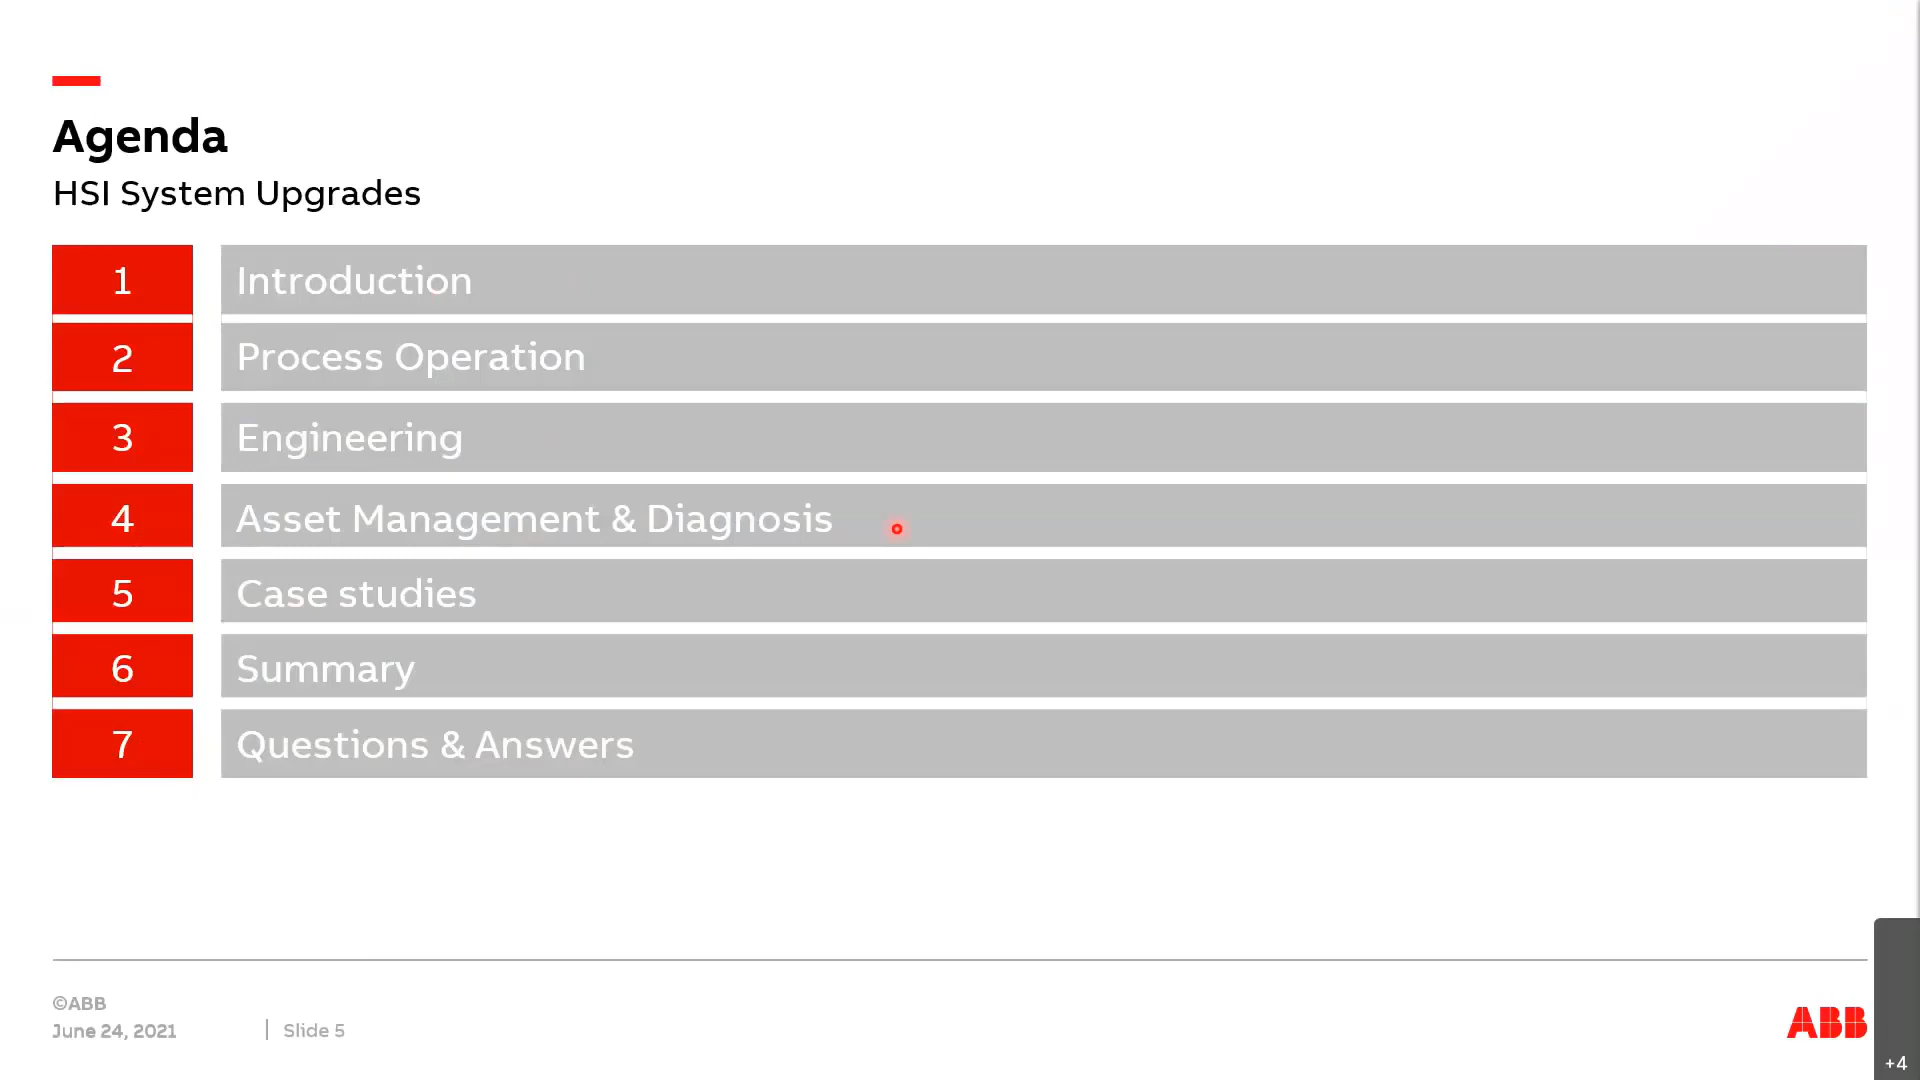 Agenda
HSI System Upgrades
1 Introduction
2 Process Operation
3 Engineering
4 Asset Management & Diagnosis
5 Case studies
6 Summary
7 Questions & Answers
©ABB
June 24, 2021 | Slide 5
ABB
+4